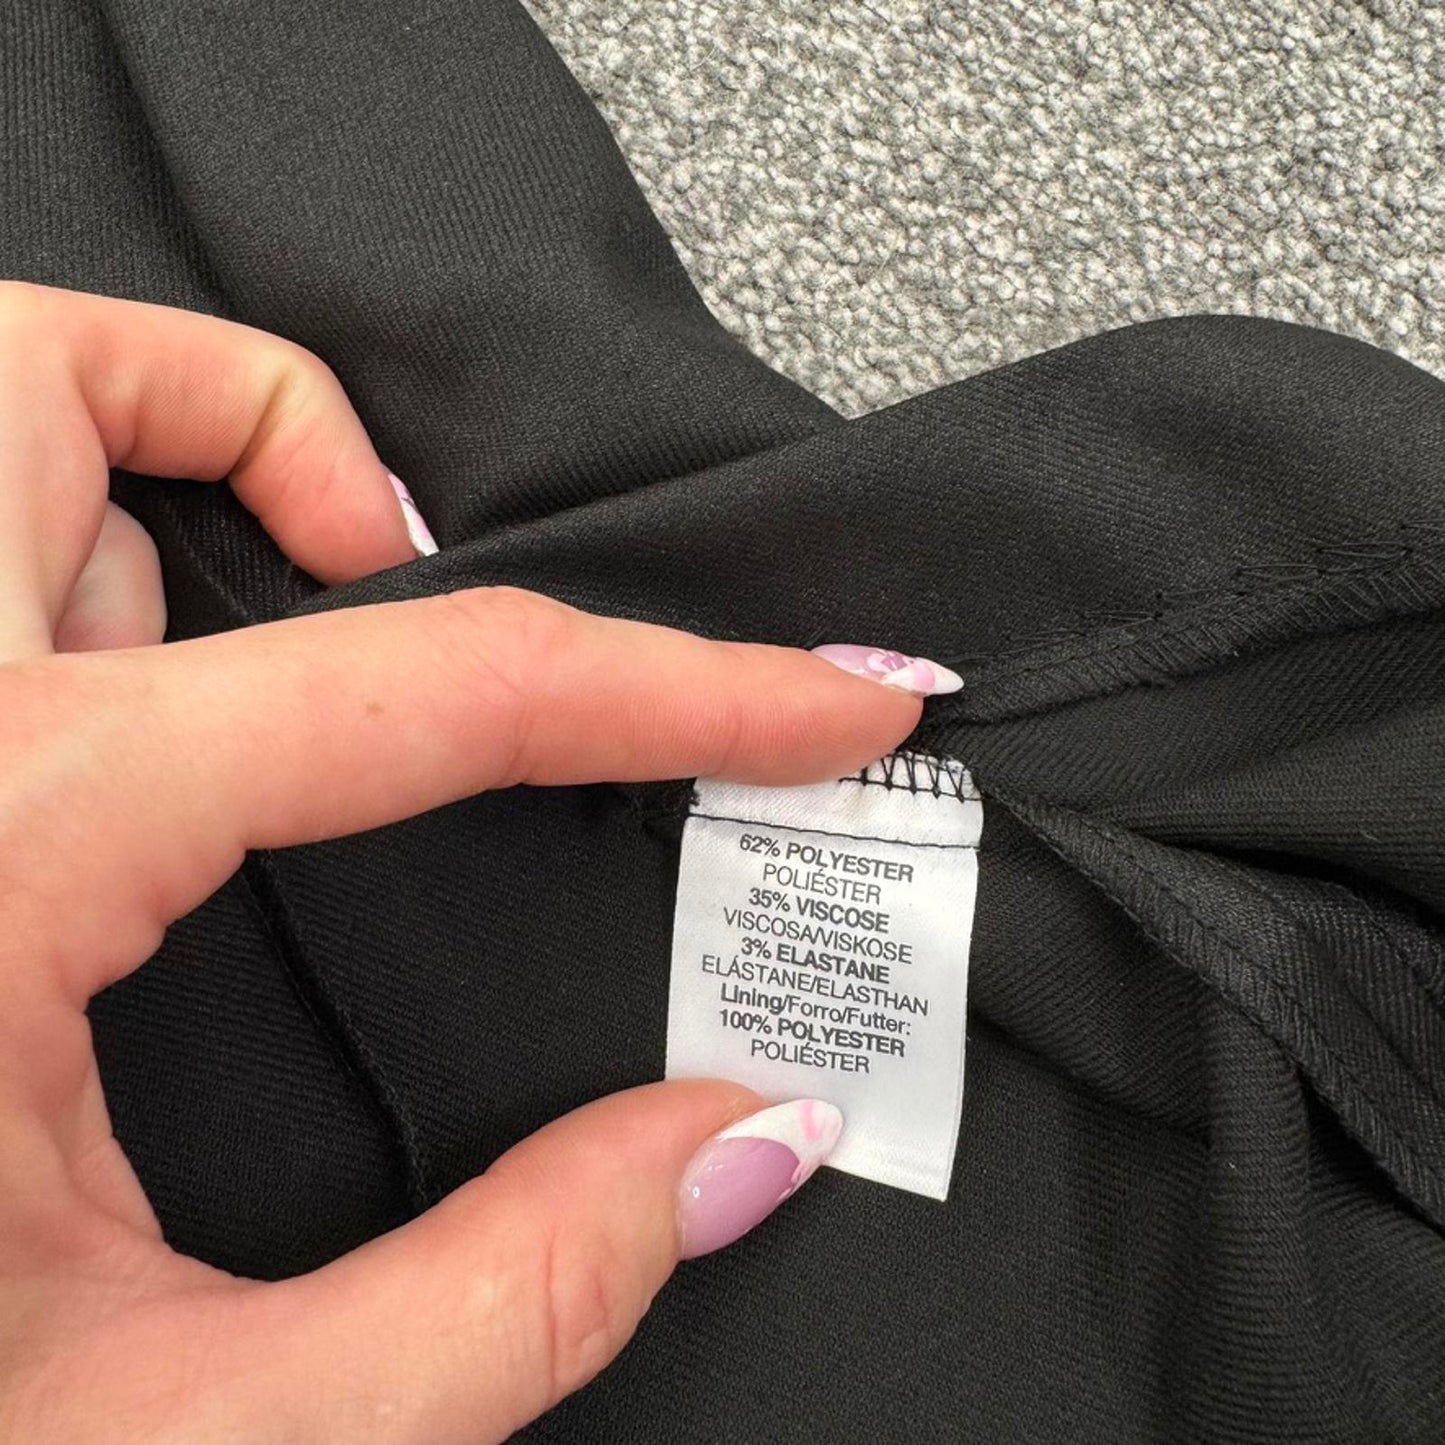 62% POLYESTER
POLIÉSTER
35% VISCOSE
VISCOSA/VISKOSE
3% ELASTANE
ELÁSTANE/ELASTHAN
Lining/Forro/Futter:
100% POLYESTER
POLIÉSTER